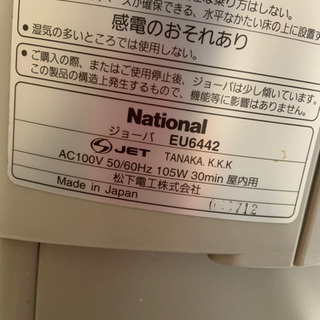 が確保できる、水平なかたい床の上に設置す
感電のおそれあり
●湿気の多いところでは使用しない。
●ご購入の際、またはご使用停止後、ジョーバは少し傾いています。
この製品の構造上発生するもので、機能等に影響はありません。
National
ジョーバ EU6442
S JET TANAKA. K.K.K
AC100V 50/60Hz 105W 30min 屋内用
Made in Japan 松下電工株式会社